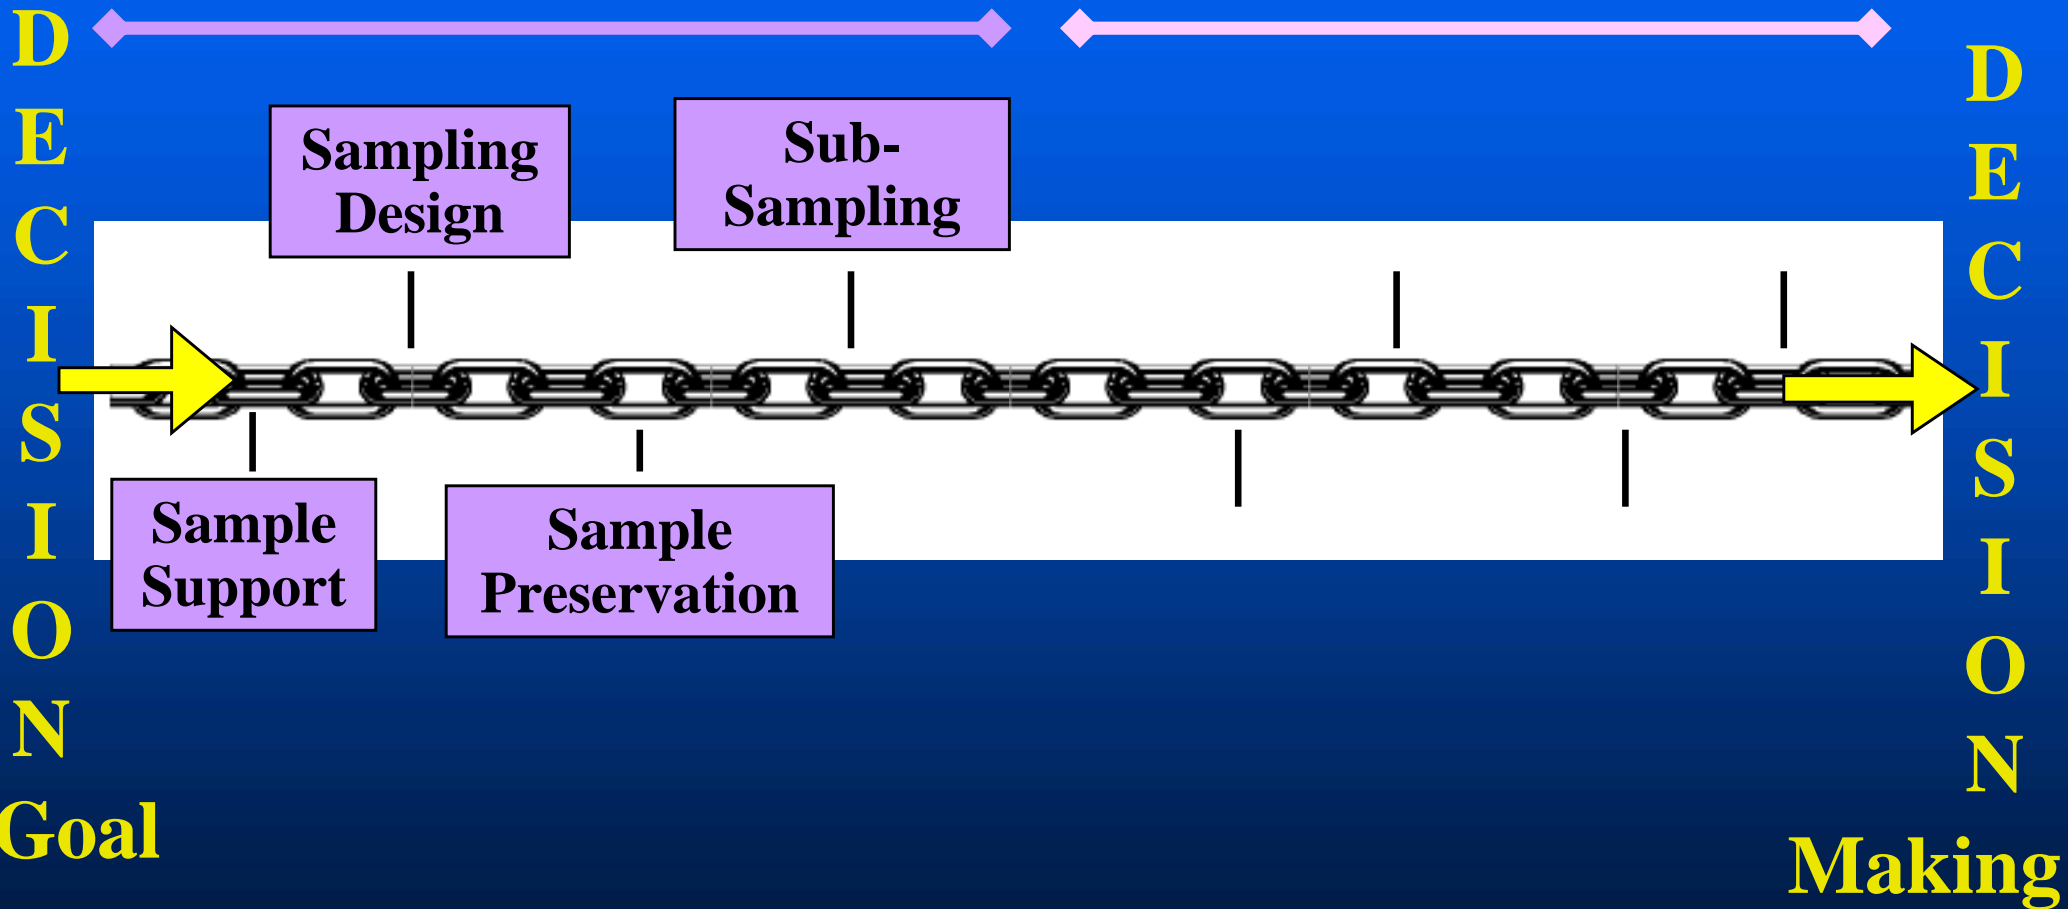 D
E
C
I
S
I
O
N
Goal
Sampling
Design
Sub-
Sampling
Sample
Support
Sample
Preservation
D
E
C
I
S
I
O
N
Making